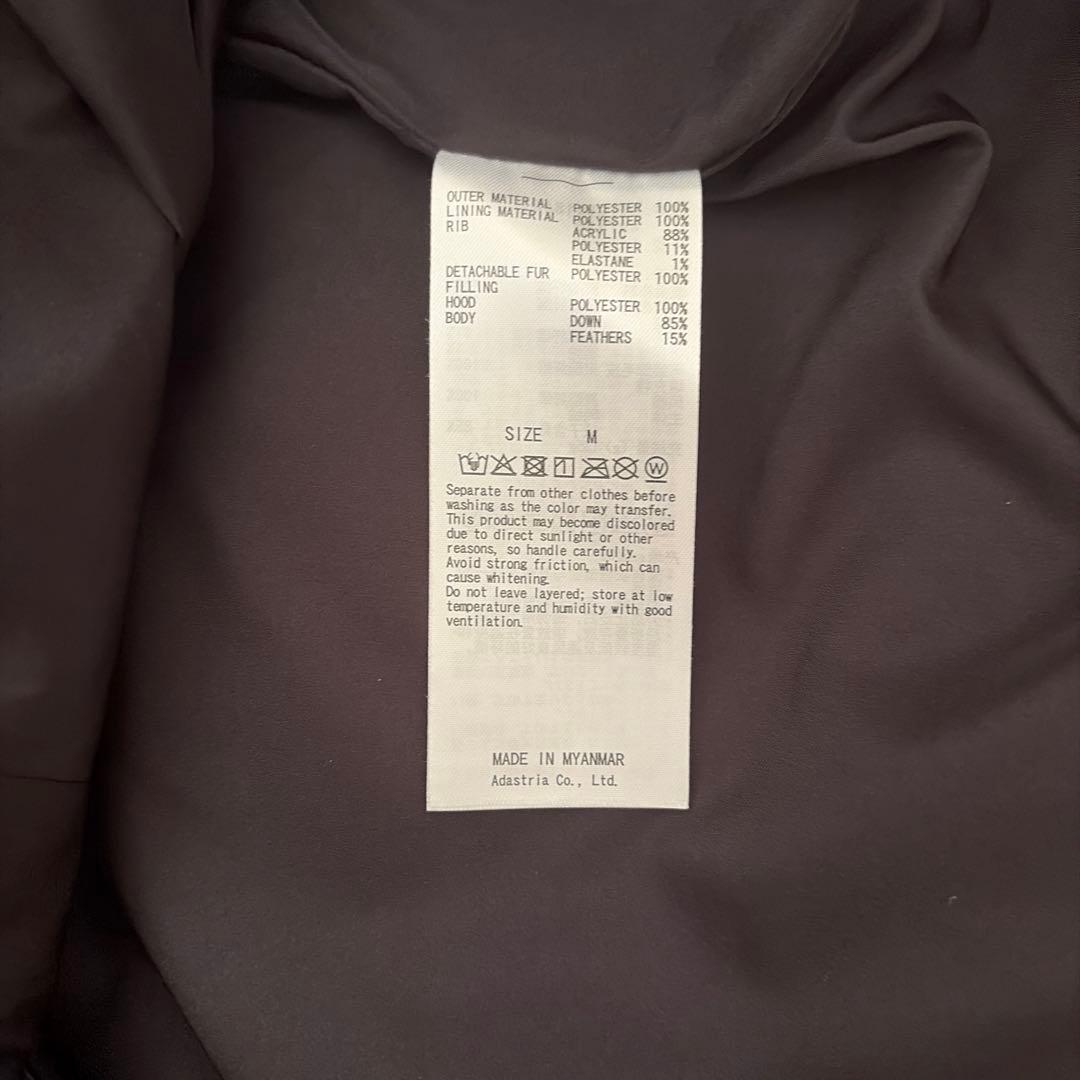 OUTER MATERIAL POLYESTER 100%
LINING MATERIAL POLYESTER 100%
RIB ACRYLIC 88%
POLYESTER 11%
ELASTANE 1%
DETACHABLE FUR POLYESTER 100%
FILLING
HOOD POLYESTER 100%
BODY DOWN 85%
FEATHERS 15%
SIZE M
W
Separate from other clothes before
washing as the color may transfer.
This product may become discolored
due to direct sunlight or other
reasons, so handle carefully.
Avoid strong friction, which can
cause whitening.
Do not leave layered; store at low
temperature and humidity with good
ventilation.
MADE IN MYANMAR
Adastria Co., Ltd.